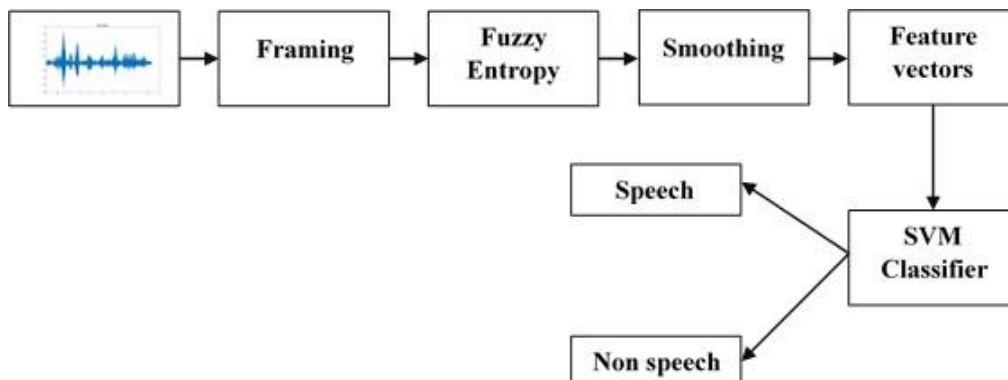 Framing
Fuzzy
Entropy
Smoothing
Feature
vectors
Speech
SVM
Classifier
Non speech